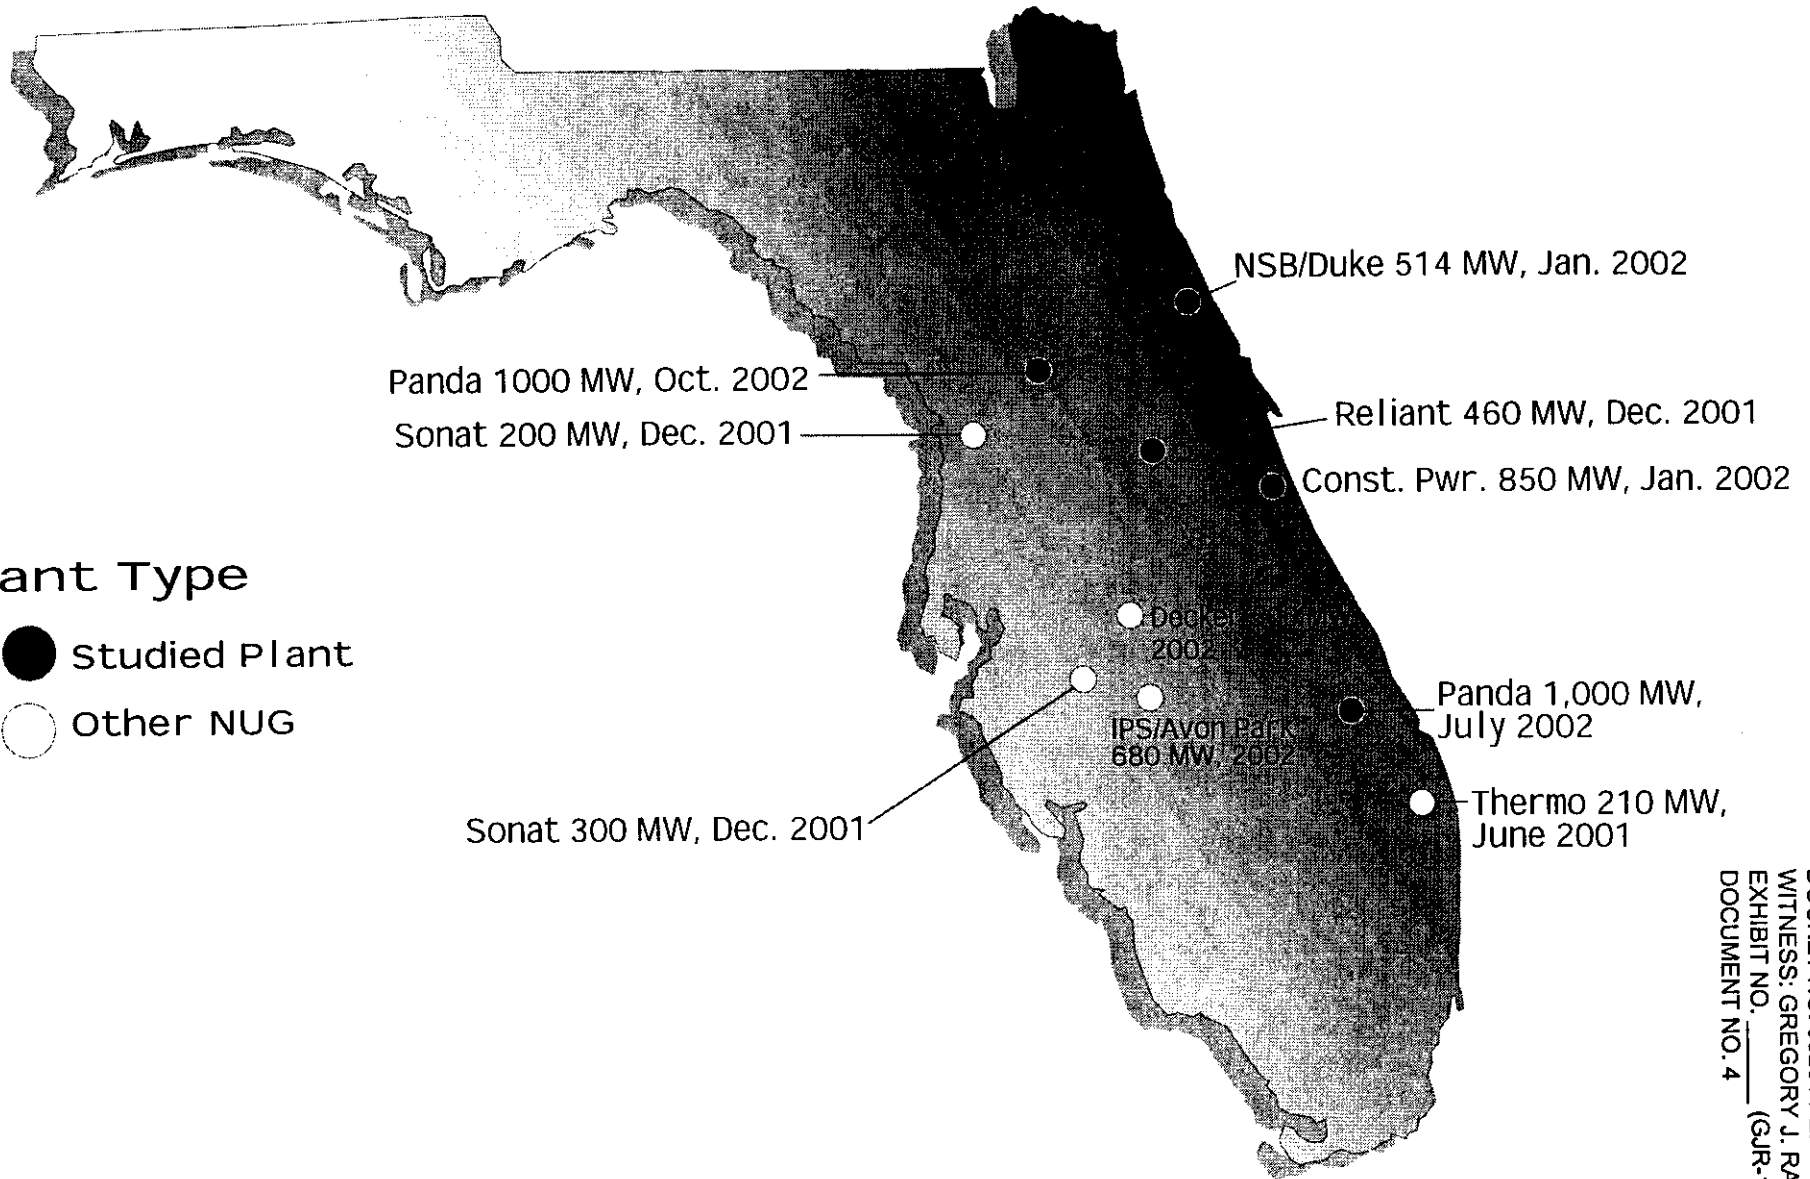 NSB/Duke 514 MW, Jan. 2002
Panda 1000 MW, Oct. 2002
Sonat 200 MW, Dec. 2001
Reliant 460 MW, Dec. 2001
Const. Pwr. 850 MW, Jan. 2002
ant Type
Studied Plant
Other NUG
2002
Panda 1,000 MW,
July 2002
IPS/Avon Park
680 MW, 2002
Sonat 300 MW, Dec. 2001
Thermo 210 MW,
June 2001
WITNESS: GREGORY J. RA
EXHIBIT NO. ______ (GJR-
DOCUMENT NO. 4